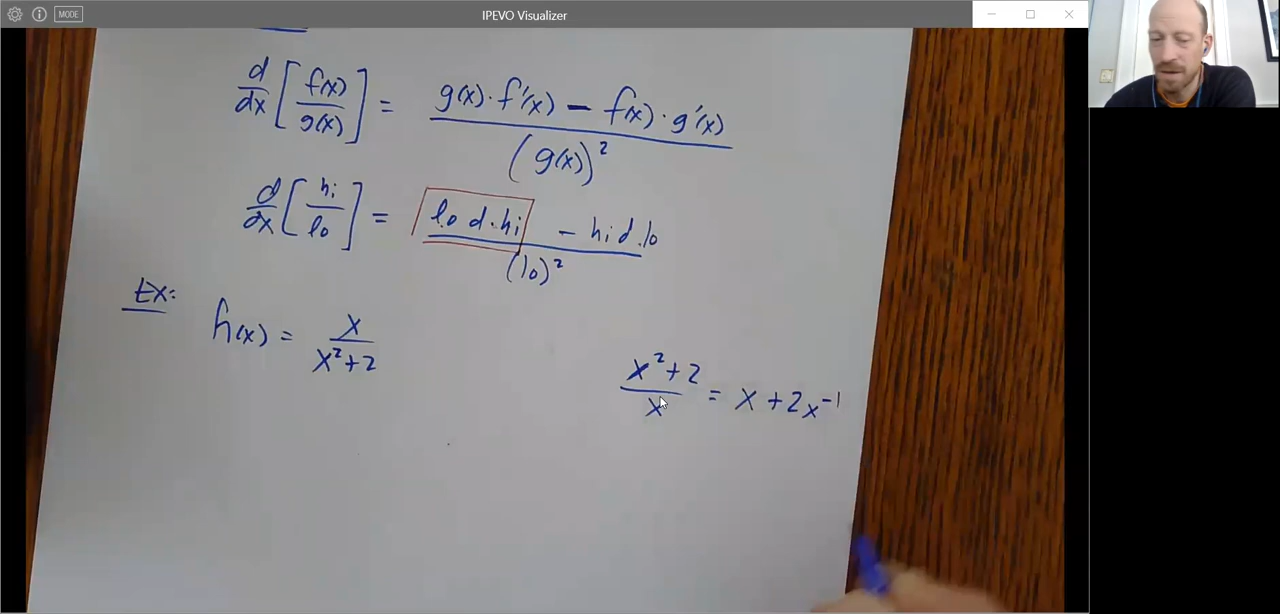 MODE
IPEVO Visualizer
d/dx [f(x)/g(x)] = g(x)·f'(x) − f(x)·g'(x) / (g(x))²
d/dx [hi/lo] = lo d·hi − hi d·lo / (lo)²
Ex:
h(x) = x/x²+2
x²+2/x = x + 2x⁻¹